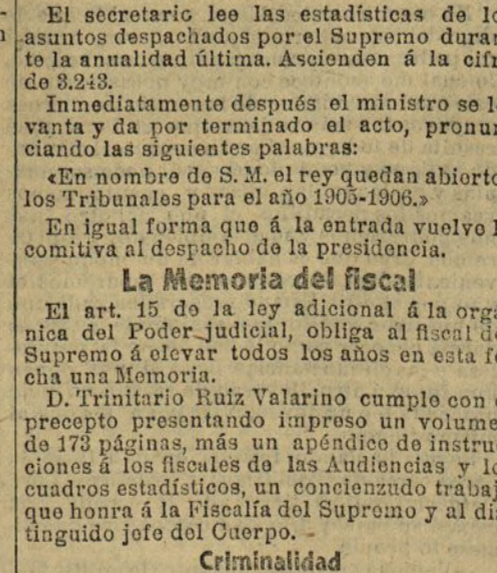 El secretario lee las estadísticas de lo
asuntos despachados por el Supremo duran
te la anualidad última. Ascienden á la cifr
de 3.243.
Inmediatamente después el ministro se l
vanta y da por terminado el acto, pronun
ciando las siguientes palabras:
«En nombre de S. M. el rey quedan abierto
los Tribunales para el año 1905-1906.»
En igual forma que á la entrada vuelve l
comitiva al despacho de la presidencia.
La Memoria del fiscal
El art. 15 de la ley adicional á la orgá
nica del Poder judicial, obliga al fiscal de
Supremo á elevar todos los años en esta fe
cha una Memoria.
D. Trinitario Ruiz Valarino cumple con e
precepto presentando impreso un volume
de 173 páginas, más un apéndice de instru
ciones á los fiscales de las Audiencias y lo
cuadros estadísticos, un concienzudo trabaj
que honra á la Fiscalía del Supremo y al dis
tinguido jefe del Cuerpo.
Criminalidad